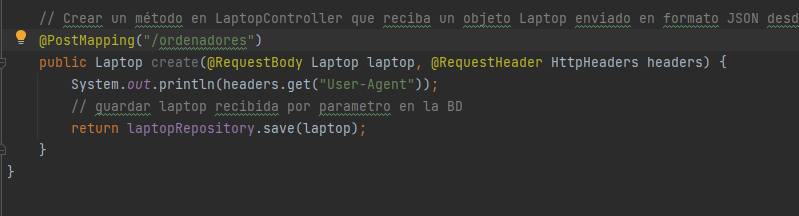 // Crear un método en LaptopController que reciba un objeto Laptop enviado en formato JSON desd
@PostMapping("/ordenadores")
public Laptop create(@RequestBody Laptop laptop, @RequestHeader HttpHeaders headers) {
System.out.println(headers.get("User-Agent"));
// guardar laptop recibida por parametro en la BD
return laptopRepository.save(laptop);
}
}